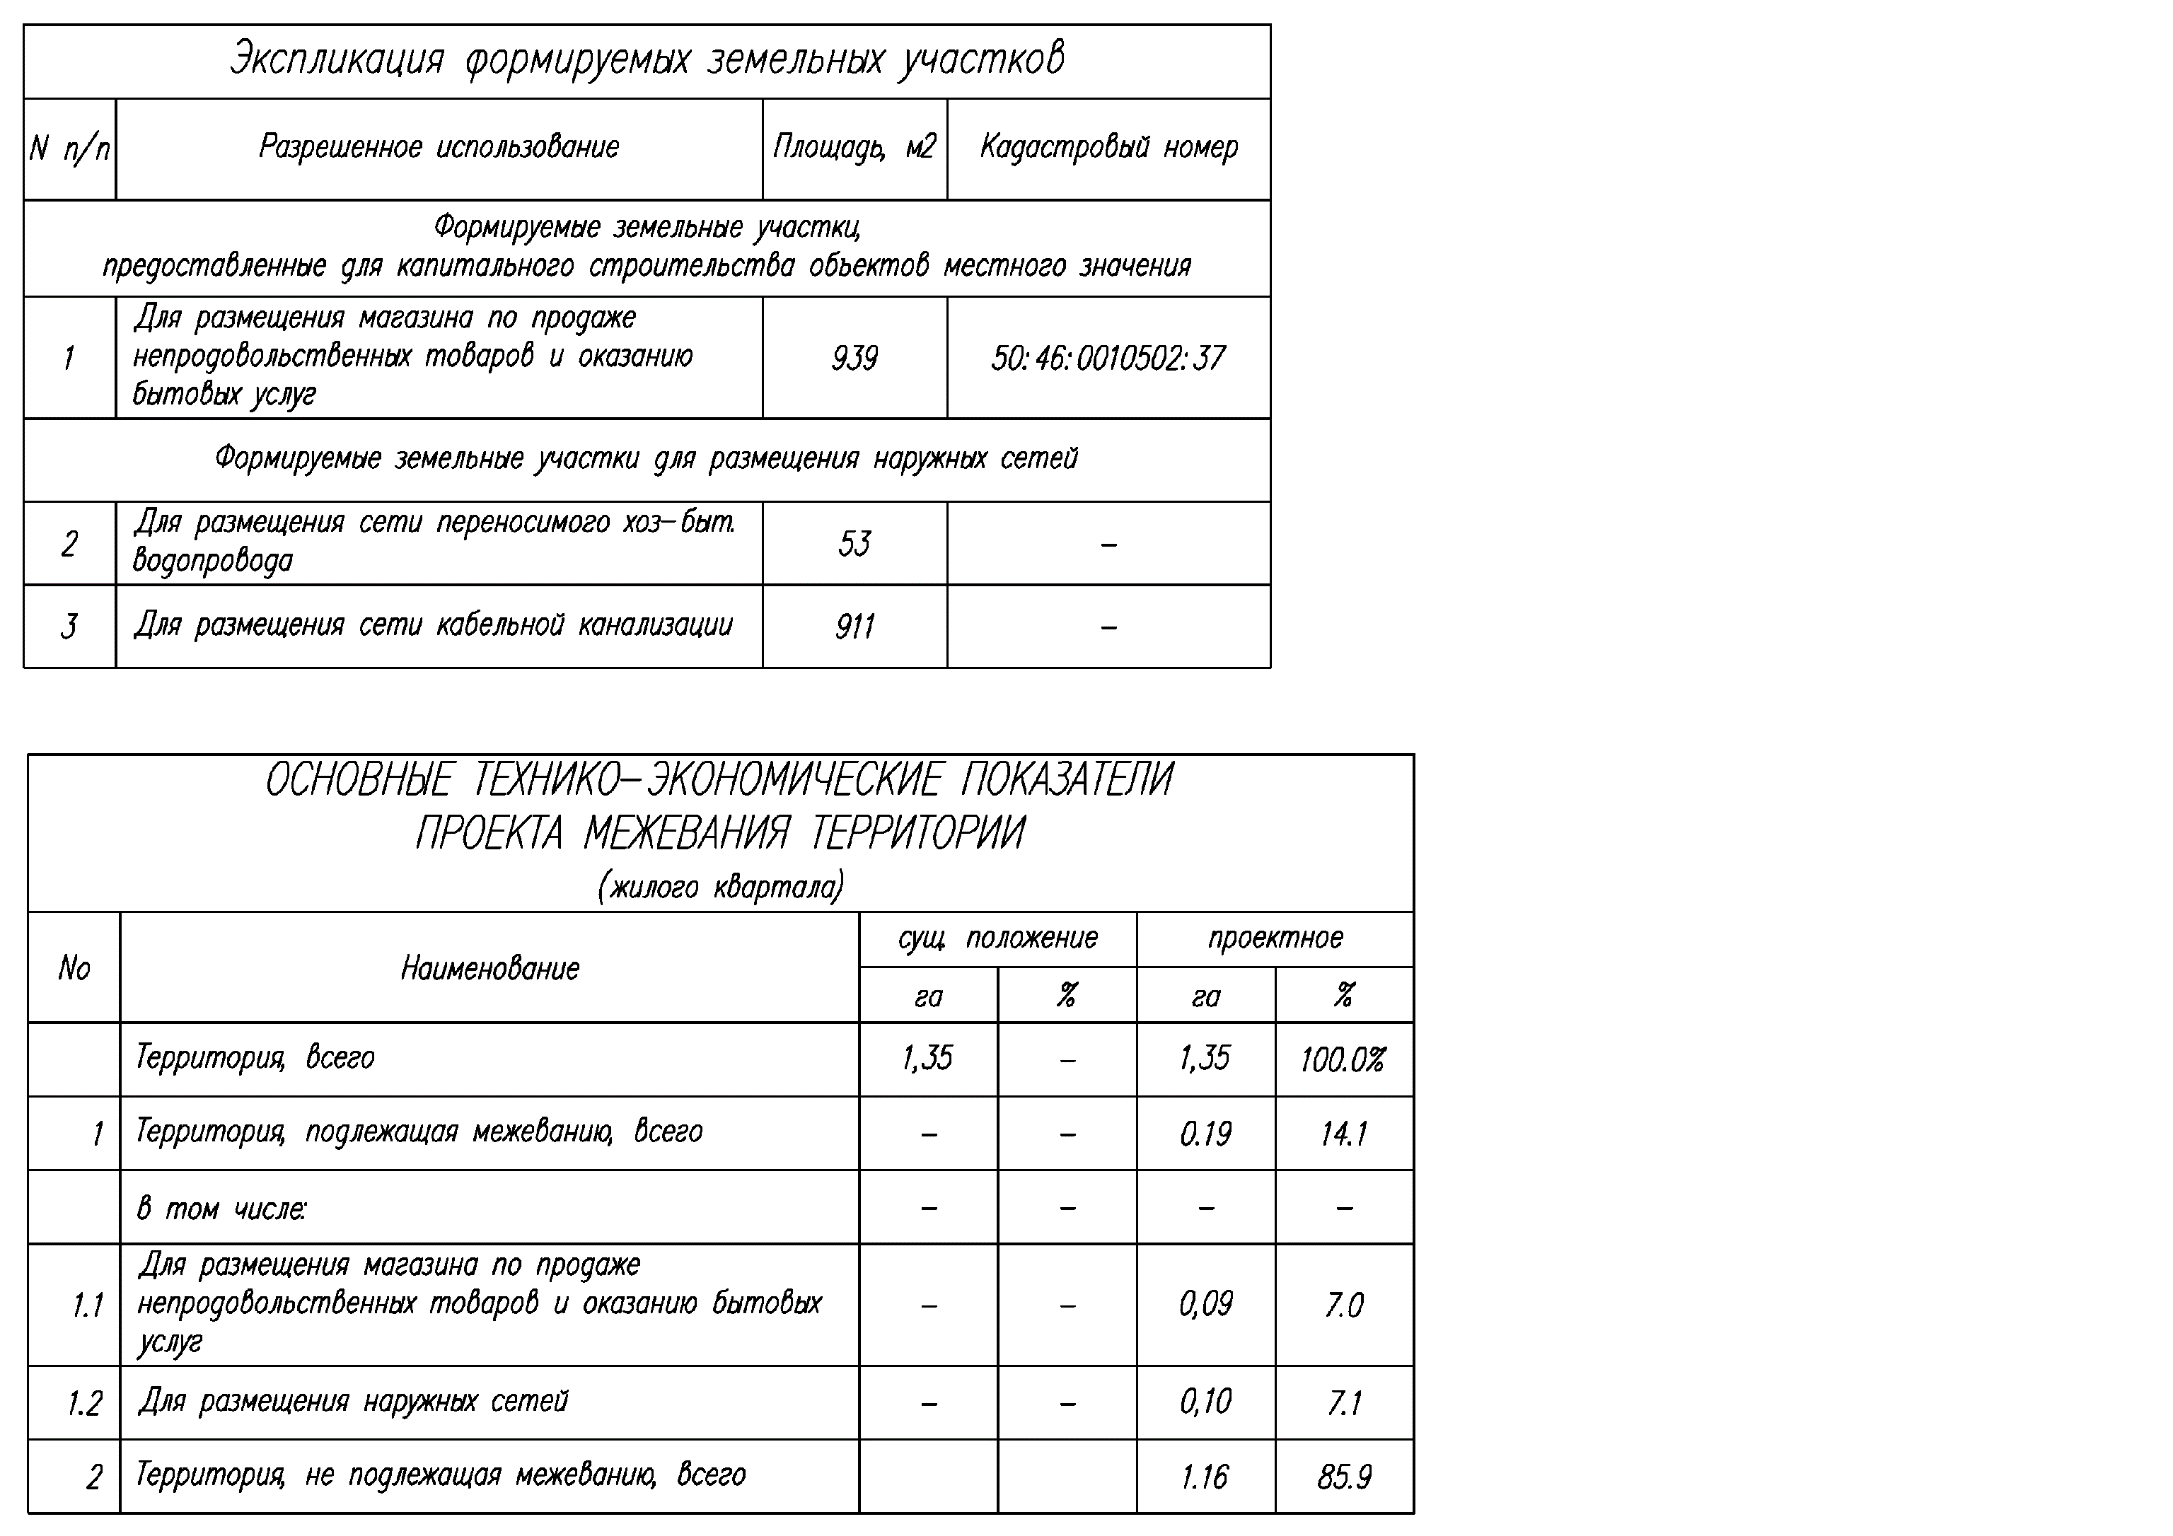 Экспликация формируемых земельных участков
N п/п Разрешенное использование Площадь, м2 Кадастровый номер
Формируемые земельные участки,
предоставленные для капитального строительства объектов местного значения
Для размещения магазина по продаже
1 непродовольственных товаров и оказанию 939 50:46:0010502:37
бытовых услуг
Формируемые земельные участки для размещения наружных сетей
Для размещения сети переносимого хоз-быт.
2 водопровода 53 -
3 Для размещения сети кабельной канализации 911 -
ОСНОВНЫЕ ТЕХНИКО-ЭКОНОМИЧЕСКИЕ ПОКАЗАТЕЛИ
ПРОЕКТА МЕЖЕВАНИЯ ТЕРРИТОРИИ
(жилого квартала)
No Наименование сущ. положение проектное
га % га %
Территория, всего 1,35 - 1,35 100.0%
1 Территория, подлежащая межеванию, всего - - 0.19 14.1
в том числе: - - - -
Для размещения магазина по продаже
1.1 непродовольственных товаров и оказанию бытовых - - 0,09 7.0
услуг
1.2 Для размещения наружных сетей - - 0,10 7.1
2 Территория, не подлежащая межеванию, всего 1.16 85.9